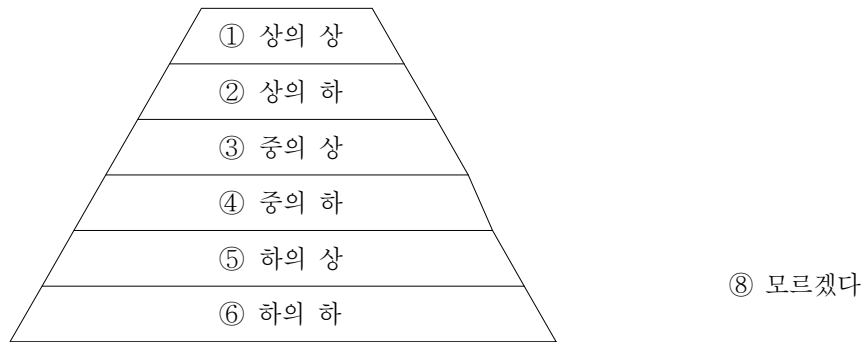 ① 상의 상
② 상의 하
③ 중의 상
④ 중의 하
⑤ 하의 상
⑥ 하의 하
⑧ 모르겠다